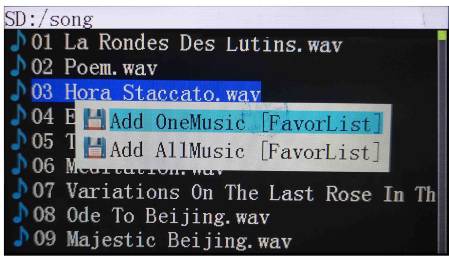 SD:/song
01 La Rondes Des Lutins.wav
02 Poem.wav
03 Hora Staccato.wav
04 E
Add OneMusic [FavorList]
05 T
Add AllMusic [FavorList]
06 Meditation.wav
07 Variations On The Last Rose In Th
08 Ode To Beijing.wav
09 Majestic Beijing.wav